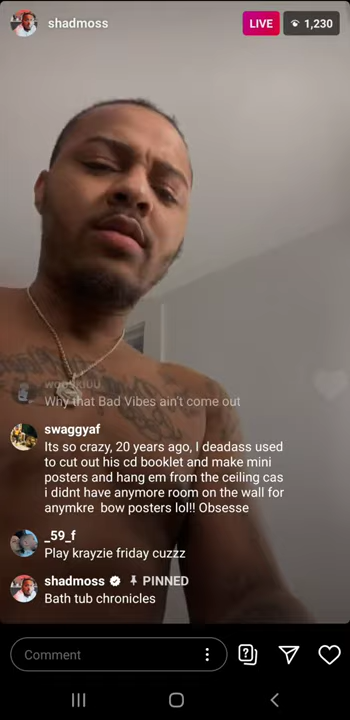 shadmoss
LIVE
1,230
Why that Bad Vibes ain't come out
swaggyaf
Its so crazy, 20 years ago, I deadass used
to cut out his cd booklet and make mini
posters and hang em from the ceiling cas
i didnt have anymore room on the wall for
anymkre bow posters lol!! Obsesse
_59_f
Play krayzie friday cuzzz
shadmoss PINNED
Bath tub chronicles
Comment